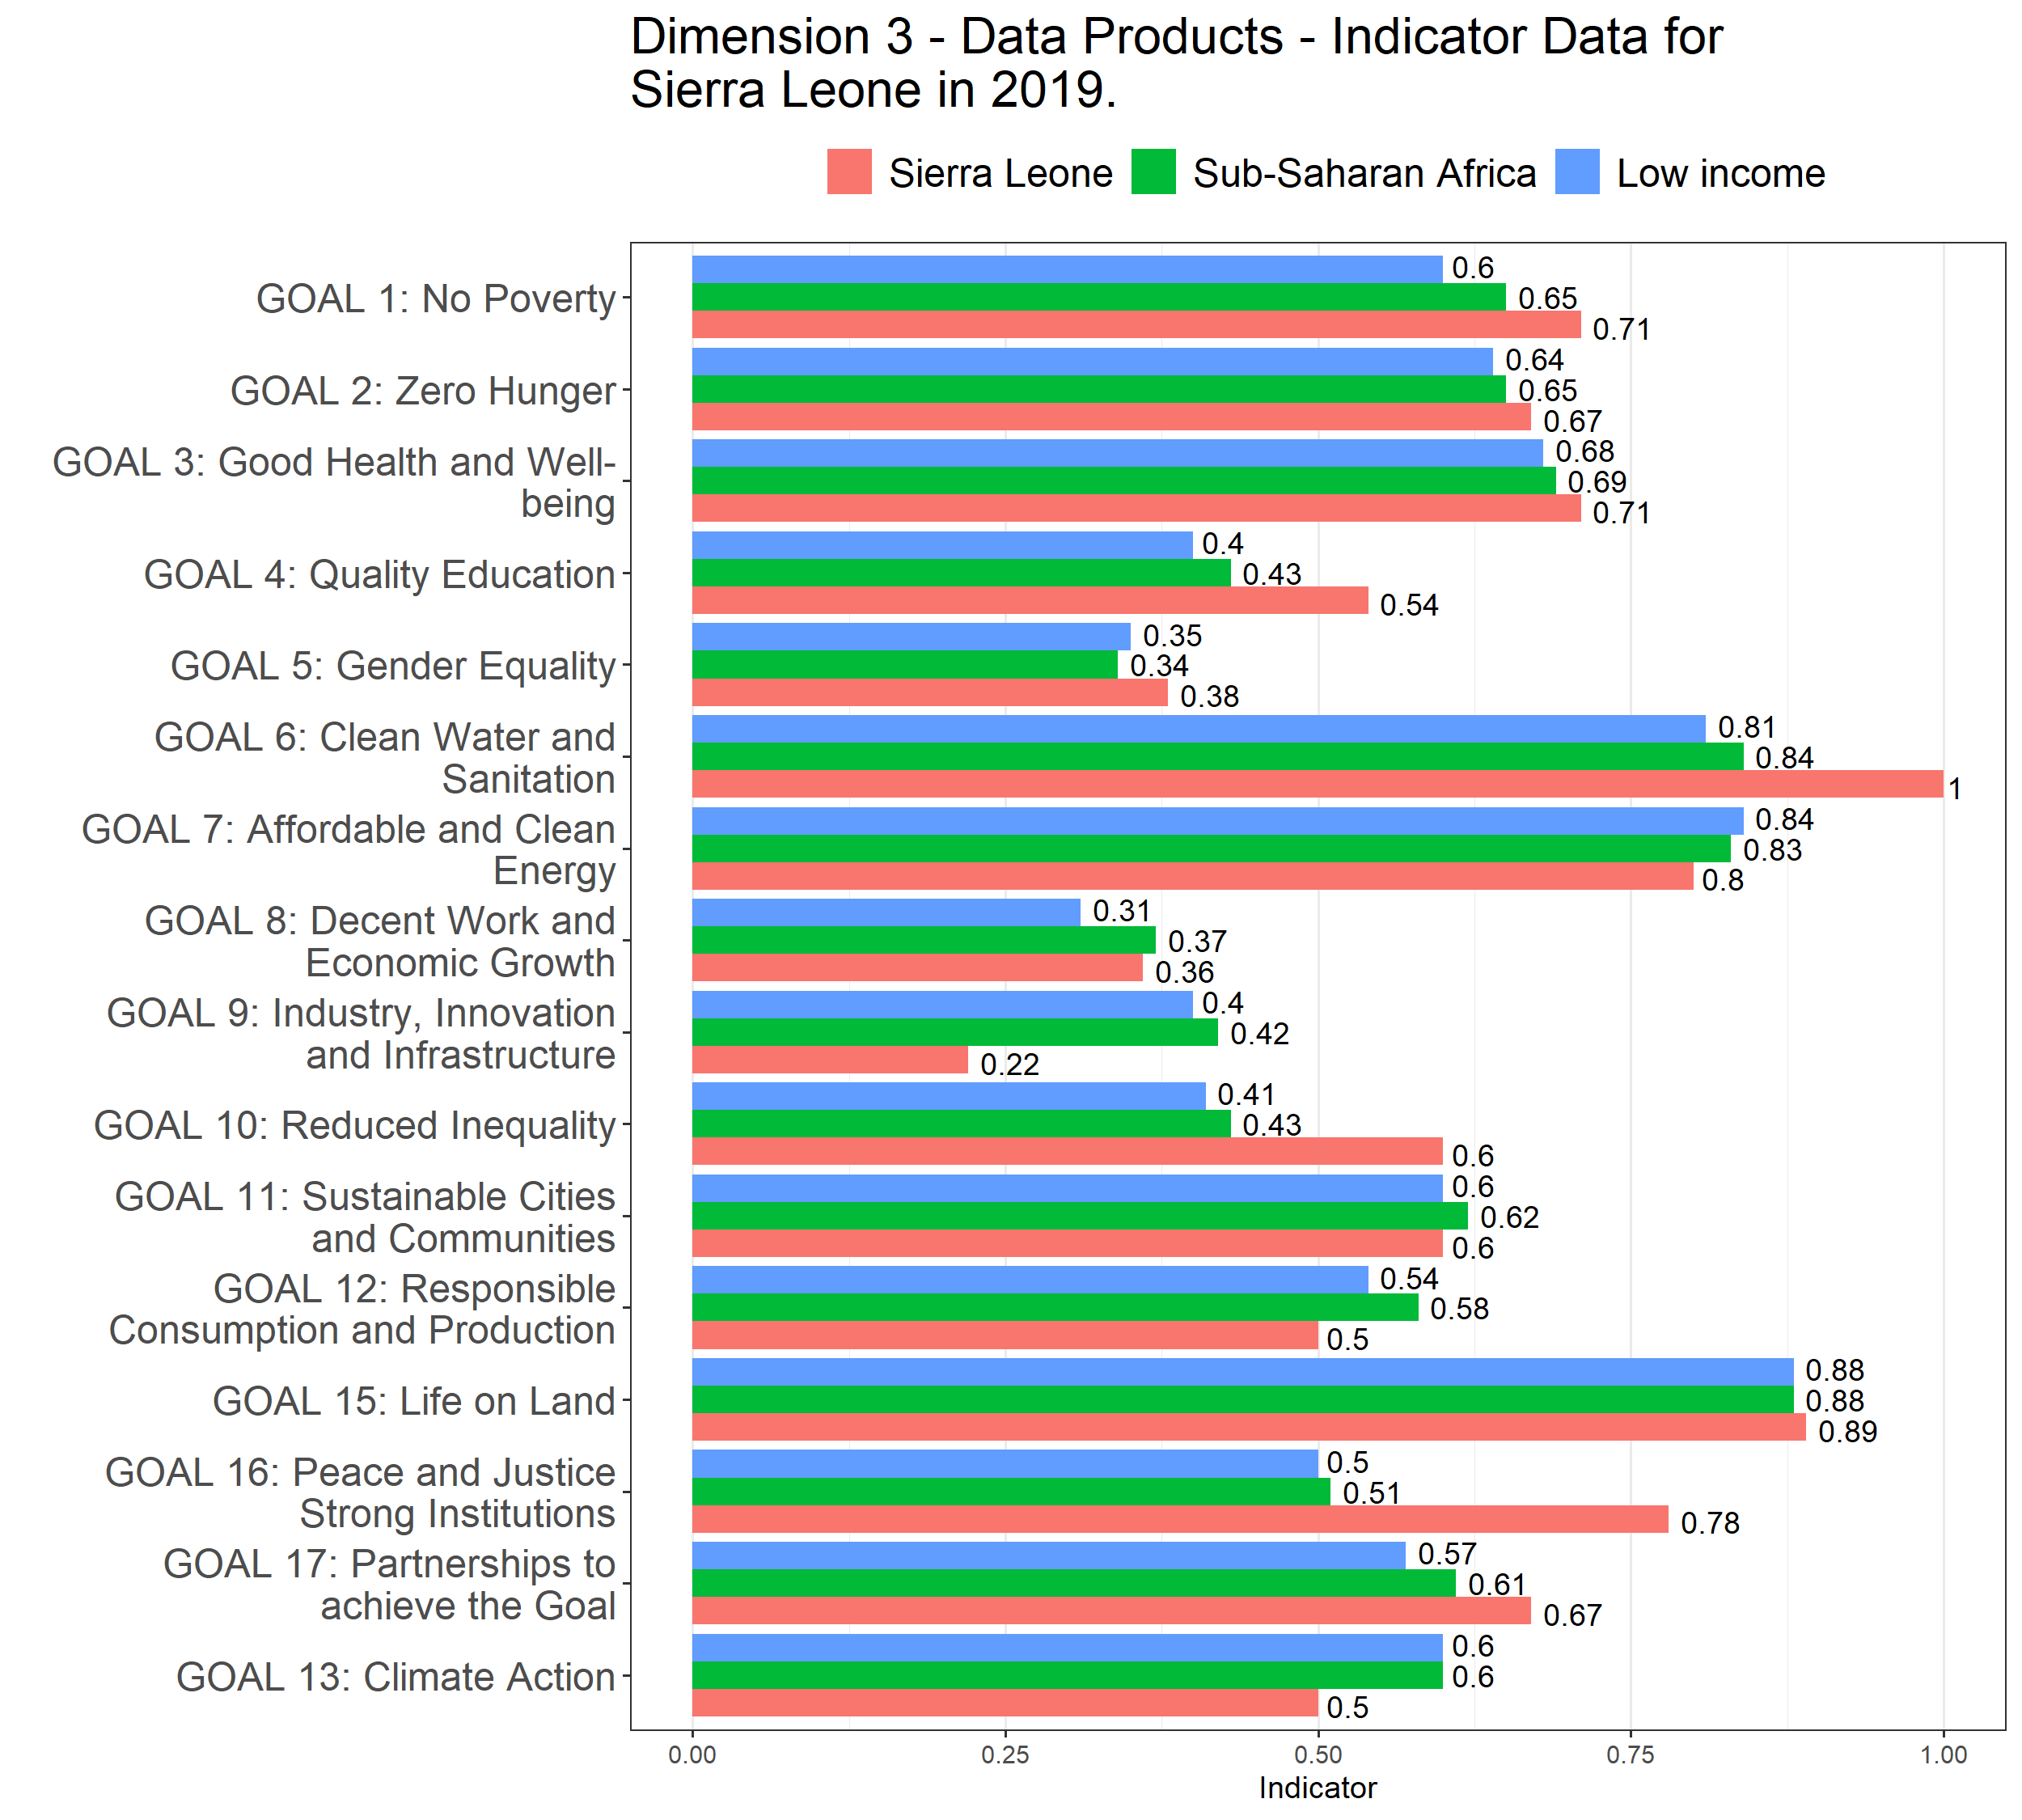 Dimension 3 - Data Products - Indicator Data for
Sierra Leone in 2019.
Sierra Leone
Sub-Saharan Africa
Low income
GOAL 1: No Poverty
0.6
0.65
0.71
GOAL 2: Zero Hunger
0.64
0.65
0.67
GOAL 3: Good Health and Well-
being
0.68
0.69
0.71
GOAL 4: Quality Education
0.4
0.43
0.54
GOAL 5: Gender Equality
0.35
0.34
0.38
GOAL 6: Clean Water and
Sanitation
0.81
0.84
1
GOAL 7: Affordable and Clean
Energy
0.84
0.83
0.8
GOAL 8: Decent Work and
Economic Growth
0.31
0.37
0.36
GOAL 9: Industry, Innovation
and Infrastructure
0.4
0.42
0.22
GOAL 10: Reduced Inequality
0.41
0.43
0.6
GOAL 11: Sustainable Cities
and Communities
0.6
0.62
0.6
GOAL 12: Responsible
Consumption and Production
0.54
0.58
0.5
GOAL 15: Life on Land
0.88
0.88
0.89
GOAL 16: Peace and Justice
Strong Institutions
0.5
0.51
0.78
GOAL 17: Partnerships to
achieve the Goal
0.57
0.61
0.67
GOAL 13: Climate Action
0.6
0.6
0.5
0.00 0.25 0.50 0.75 1.00
Indicator